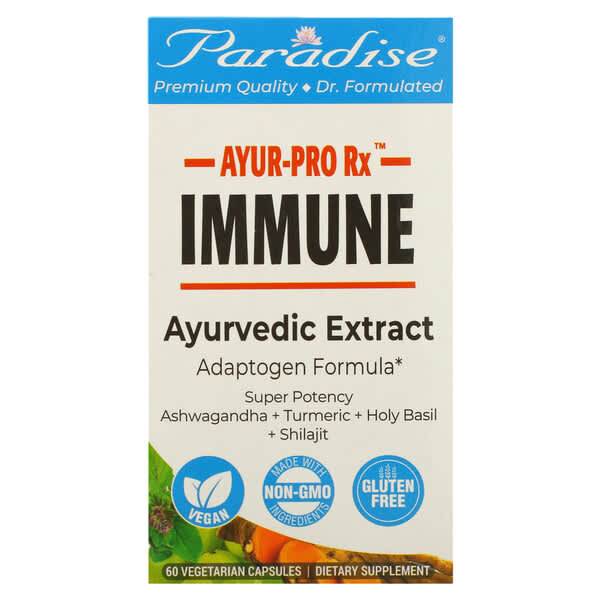 Paradise®
Premium Quality ◆ Dr. Formulated
AYUR-PRO Rx™
IMMUNE
Ayurvedic Extract
Adaptogen Formula*
Super Potency
Ashwagandha + Turmeric + Holy Basil
+ Shilajit
VEGAN
MADE WITH
NON-GMO
INGREDIENTS
GLUTEN
FREE
60 VEGETARIAN CAPSULES | DIETARY SUPPLEMENT